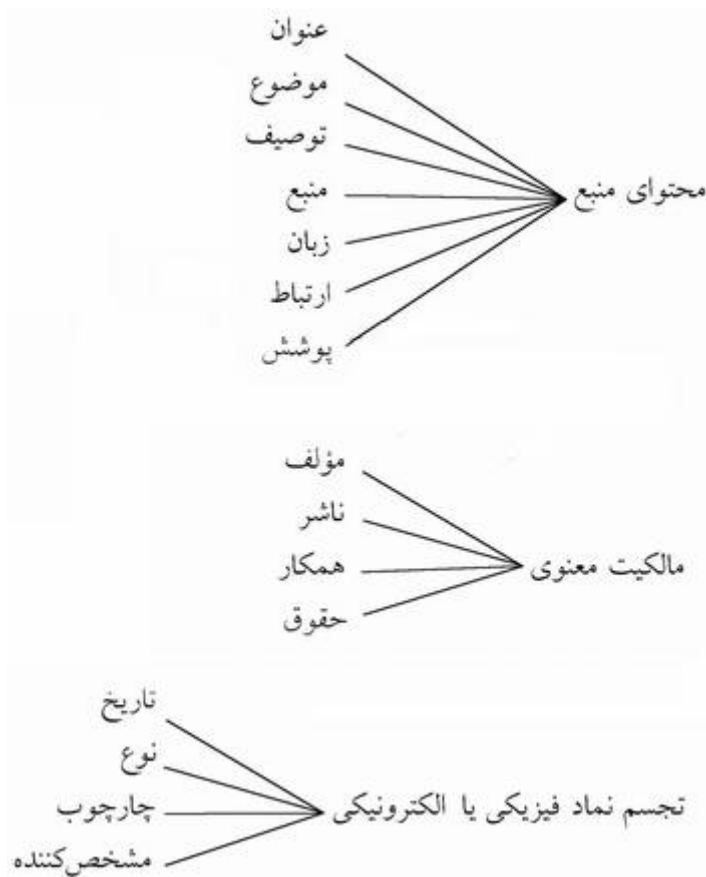 محتوای منبع
عنوان
موضوع
توصیف
منبع
زبان
ارتباط
پوشش
مالکیت معنوی
مؤلف
ناشر
همکار
حقوق
تجسم نماد فیزیکی یا الکترونیکی
تاریخ
نوع
چارچوب
مشخص‌کننده